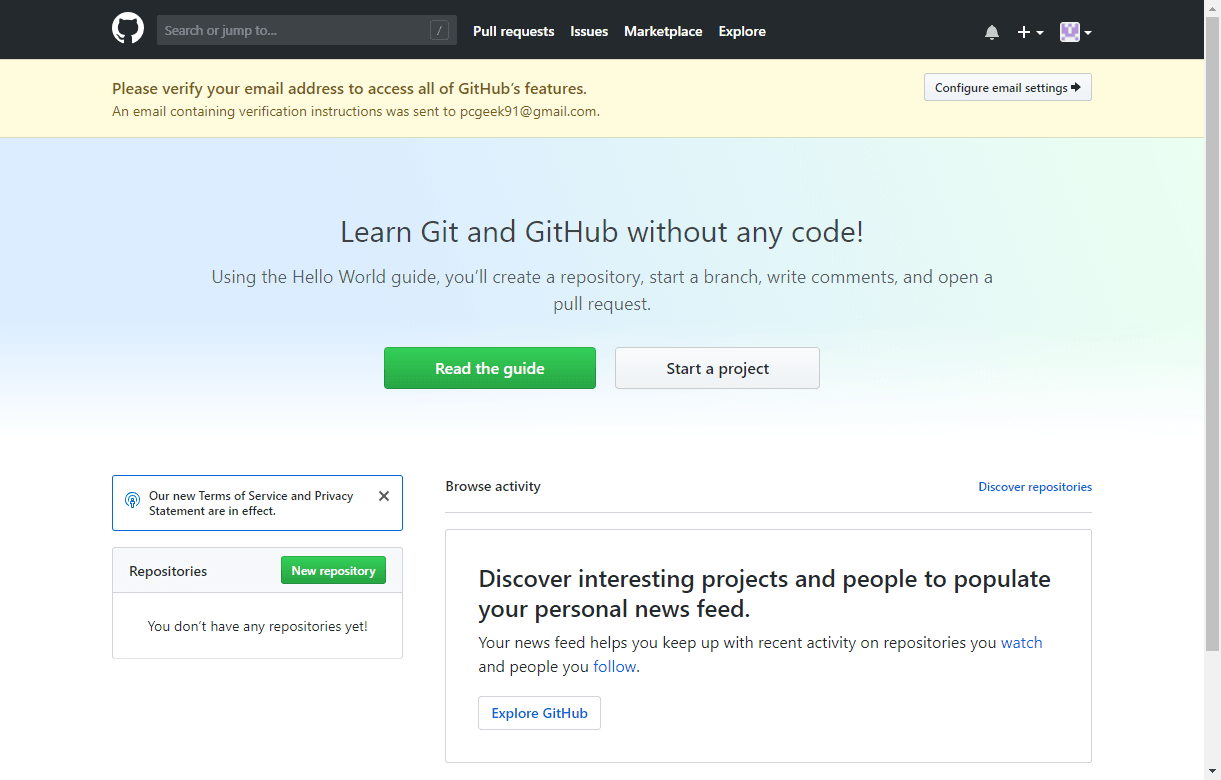 Search or jump to...
/
Pull requests
Issues
Marketplace
Explore
Please verify your email address to access all of GitHub’s features.
An email containing verification instructions was sent to pcgeek91@gmail.com.
Configure email settings
Learn Git and GitHub without any code!
Using the Hello World guide, you’ll create a repository, start a branch, write comments, and open a
pull request.
Read the guide
Start a project
Our new Terms of Service and Privacy
Statement are in effect.
Repositories
New repository
You don’t have any repositories yet!
Browse activity
Discover repositories
Discover interesting projects and people to populate
your personal news feed.
Your news feed helps you keep up with recent activity on repositories you watch
and people you follow.
Explore GitHub